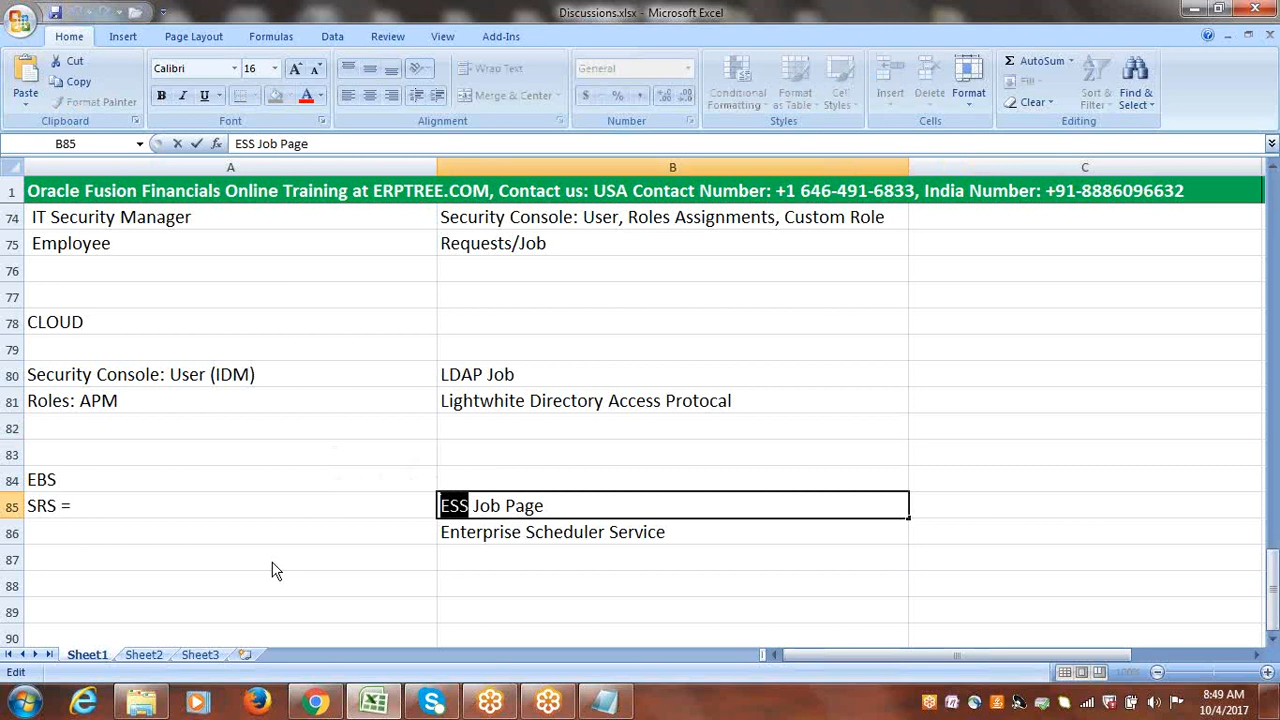 Discussions.xlsx - Microsoft Excel
Home Insert Page Layout Formulas Data Review View Add-Ins
Paste
Cut
Copy
Format Painter
Clipboard
Calibri 16
B I U
Font
Wrap Text
Merge & Center
Alignment
General
$ % ,
Number
Conditional Formatting
Format as Table
Cell Styles
Styles
Insert Delete Format
Cells
AutoSum
Fill
Clear
Sort & Filter
Find & Select
Editing
B85 ESS Job Page
A B C
1 Oracle Fusion Financials Online Training at ERPTREE.COM, Contact us: USA Contact Number: +1 646-491-6833, India Number: +91-8886096632
74 IT Security Manager Security Console: User, Roles Assignments, Custom Role
75 Employee Requests/Job
76
77
78 CLOUD
79
80 Security Console: User (IDM) LDAP Job
81 Roles: APM Lightwhite Directory Access Protocal
82
83
84 EBS
85 SRS = ESS Job Page
86 Enterprise Scheduler Service
87
88
89
90
Sheet1 Sheet2 Sheet3
Edit 100%
8:49 AM
10/4/2017